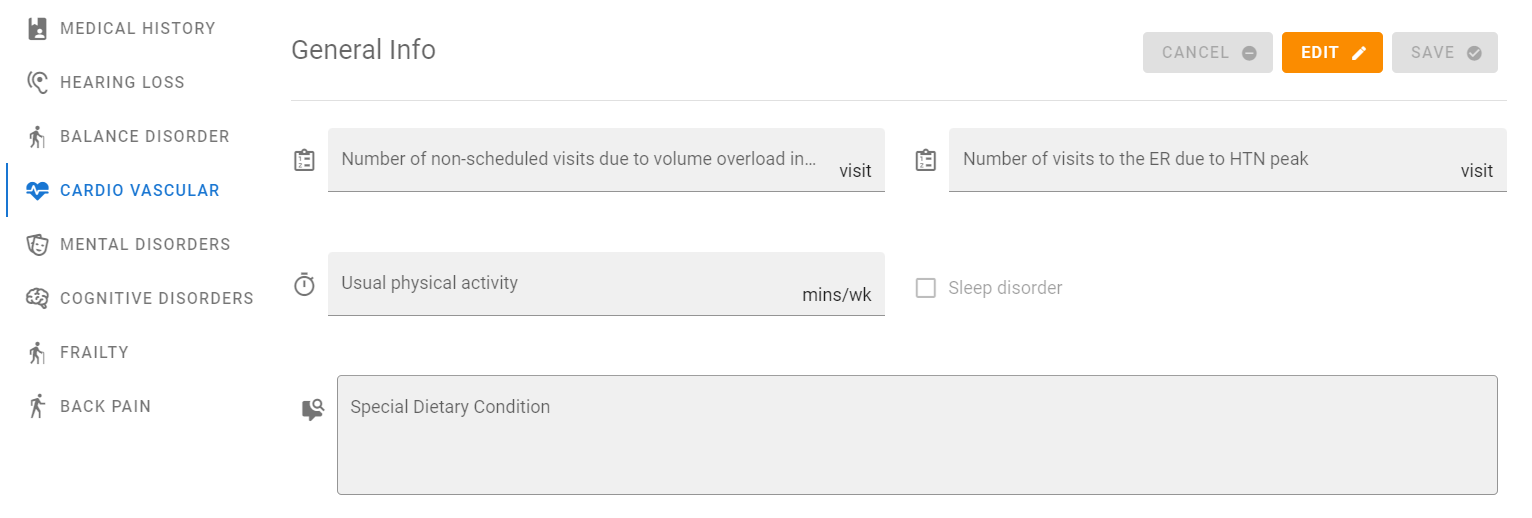 MEDICAL HISTORY
HEARING LOSS
BALANCE DISORDER
CARDIO VASCULAR
MENTAL DISORDERS
COGNITIVE DISORDERS
FRAILTY
BACK PAIN
General Info
CANCEL
EDIT
SAVE
Number of non-scheduled visits due to volume overload in...
visit
Number of visits to the ER due to HTN peak
visit
Usual physical activity
mins/wk
Sleep disorder
Special Dietary Condition